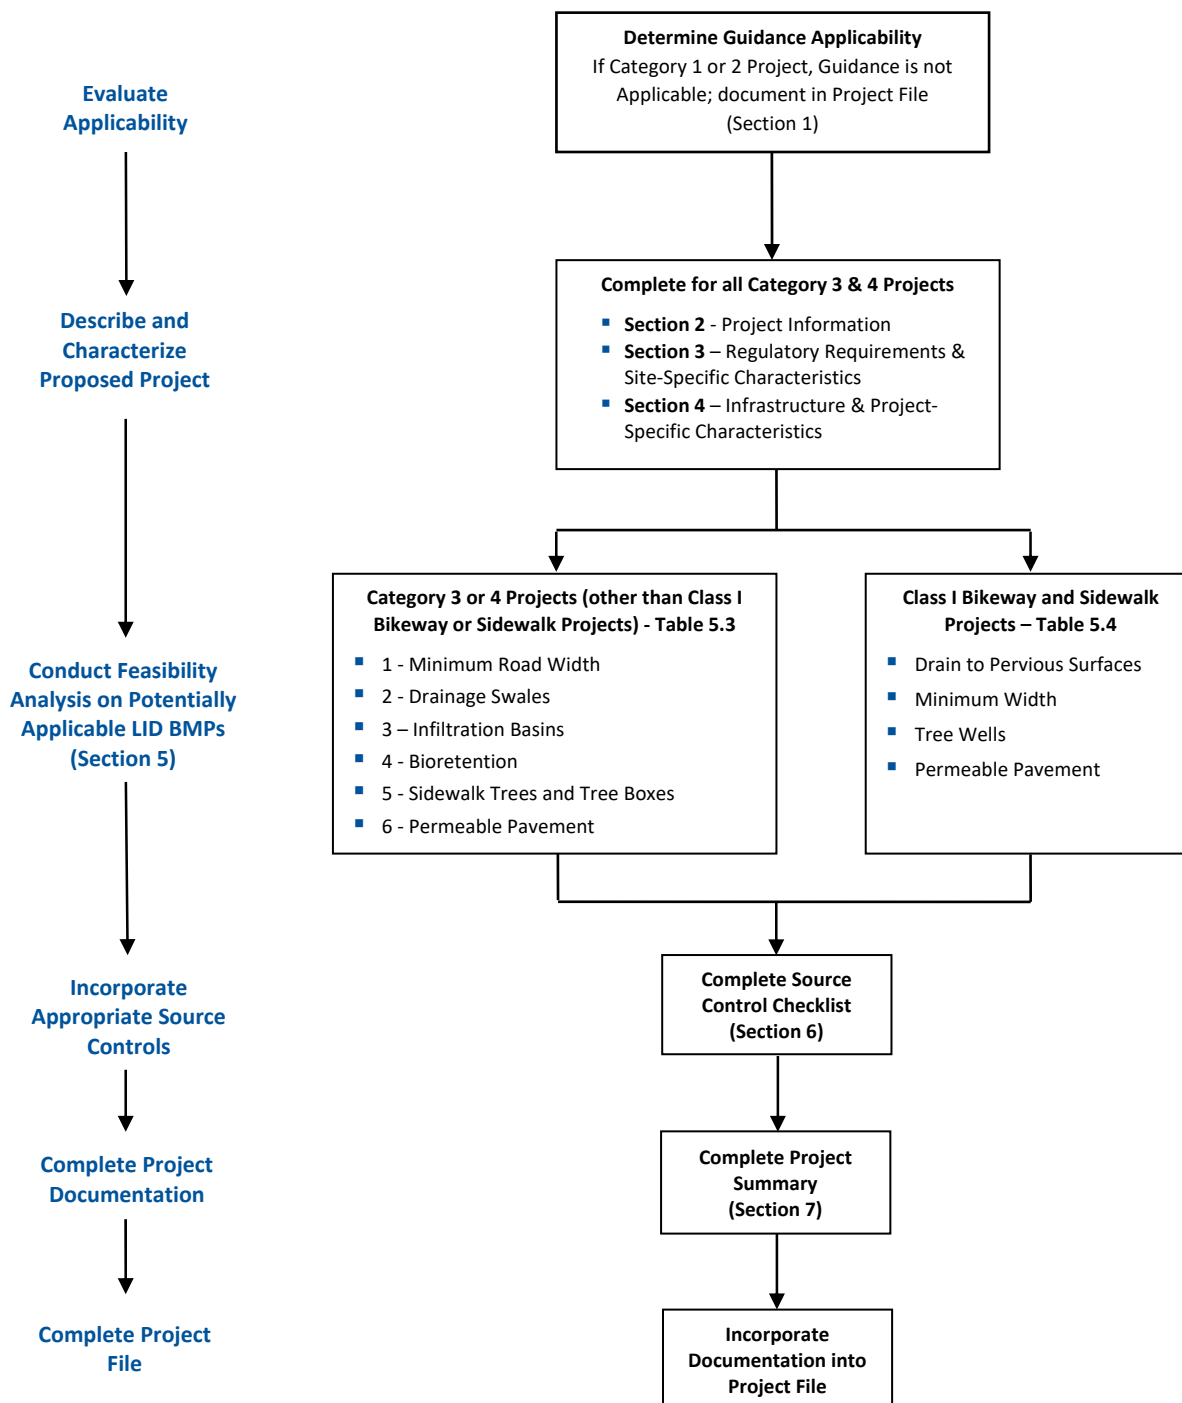 Evaluate
Applicability
Describe and
Characterize
Proposed Project
Conduct Feasibility
Analysis on Potentially
Applicable LID BMPs
(Section 5)
Incorporate
Appropriate Source
Controls
Complete Project
Documentation
Complete Project
File
Determine Guidance Applicability
If Category 1 or 2 Project, Guidance is not
Applicable; document in Project File
(Section 1)
Complete for all Category 3 & 4 Projects
Section 2 - Project Information
Section 3 – Regulatory Requirements &
Site-Specific Characteristics
Section 4 – Infrastructure & Project-
Specific Characteristics
Category 3 or 4 Projects (other than Class I
Bikeway or Sidewalk Projects) - Table 5.3
1 - Minimum Road Width
2 - Drainage Swales
3 – Infiltration Basins
4 - Bioretention
5 - Sidewalk Trees and Tree Boxes
6 - Permeable Pavement
Class I Bikeway and Sidewalk
Projects – Table 5.4
Drain to Pervious Surfaces
Minimum Width
Tree Wells
Permeable Pavement
Complete Source
Control Checklist
(Section 6)
Complete Project
Summary
(Section 7)
Incorporate
Documentation into
Project File